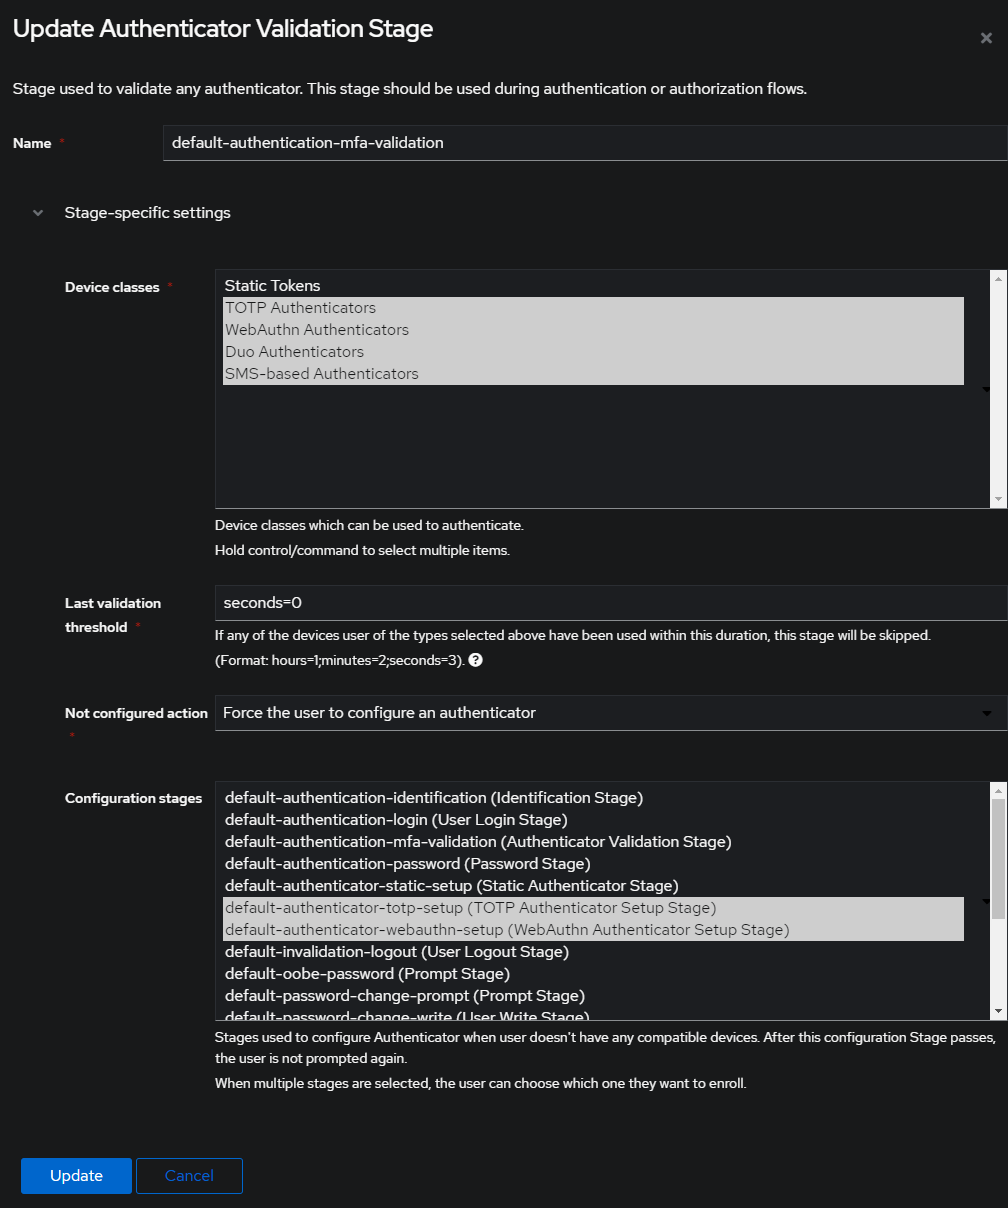 Update Authenticator Validation Stage
Stage used to validate any authenticator. This stage should be used during authentication or authorization flows.
Name *
default-authentication-mfa-validation
Stage-specific settings
Device classes *
Static Tokens
TOTP Authenticators
WebAuthn Authenticators
Duo Authenticators
SMS-based Authenticators
Device classes which can be used to authenticate.
Hold control/command to select multiple items.
Last validation
threshold *
seconds=0
If any of the devices user of the types selected above have been used within this duration, this stage will be skipped.
(Format: hours=1;minutes=2;seconds=3). ?
Not configured action
*
Force the user to configure an authenticator
Configuration stages
default-authentication-identification (Identification Stage)
default-authentication-login (User Login Stage)
default-authentication-mfa-validation (Authenticator Validation Stage)
default-authentication-password (Password Stage)
default-authenticator-static-setup (Static Authenticator Stage)
default-authenticator-totp-setup (TOTP Authenticator Setup Stage)
default-authenticator-webauthn-setup (WebAuthn Authenticator Setup Stage)
default-invalidation-logout (User Logout Stage)
default-oobe-password (Prompt Stage)
default-password-change-prompt (Prompt Stage)
default-password-change-write (User Write Stage)
Stages used to configure Authenticator when user doesn't have any compatible devices. After this configuration Stage passes,
the user is not prompted again.
When multiple stages are selected, the user can choose which one they want to enroll.
Update
Cancel